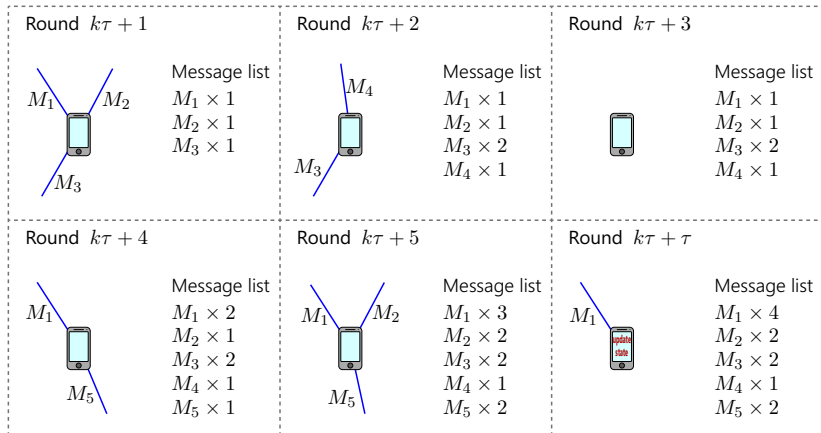 Round kτ + 1
Message list
M₁ × 1
M₂ × 1
M₃ × 1
M₁
M₂
M₃
Round kτ + 2
Message list
M₁ × 1
M₂ × 1
M₃ × 2
M₄ × 1
M₄
M₃
Round kτ + 3
Message list
M₁ × 1
M₂ × 1
M₃ × 2
M₄ × 1
Round kτ + 4
Message list
M₁ × 2
M₂ × 1
M₃ × 2
M₄ × 1
M₅ × 1
M₁
M₅
Round kτ + 5
Message list
M₁ × 3
M₂ × 2
M₃ × 2
M₄ × 1
M₅ × 2
M₁
M₂
M₅
Round kτ + τ
Message list
M₁ × 4
M₂ × 2
M₃ × 2
M₄ × 1
M₅ × 2
M₁
update
state